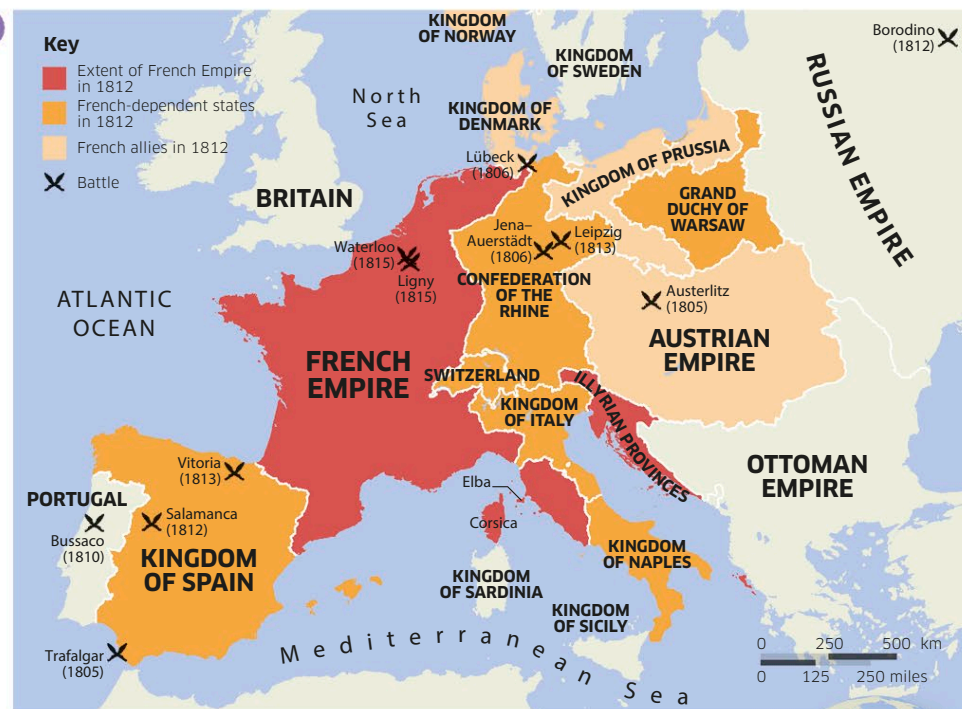 Key
Extent of French Empire
in 1812
French-dependent states
in 1812
French allies in 1812
Battle
KINGDOM
OF NORWAY
KINGDOM
OF SWEDEN
Borodino
(1812)
RUSSIAN EMPIRE
North
Sea
KINGDOM OF
DENMARK
Lübeck
(1806)
KINGDOM OF PRUSSIA
GRAND
DUCHY OF
WARSAW
BRITAIN
Jena–
Auerstädt
(1806)
Leipzig
(1813)
Waterloo
(1815)
Ligny
(1815)
CONFEDERATION
OF THE
RHINE
Austerlitz
(1805)
ATLANTIC
OCEAN
AUSTRIAN
EMPIRE
FRENCH
EMPIRE
SWITZERLAND
ILLYRIAN PROVINCES
KINGDOM
OF ITALY
OTTOMAN
EMPIRE
Vitoria
(1813)
Elba
PORTUGAL
Bussaco
(1810)
Salamanca
(1812)
Corsica
KINGDOM
OF SPAIN
KINGDOM
OF NAPLES
KINGDOM
OF SARDINIA
KINGDOM
OF SICILY
Trafalgar
(1805)
Mediterranean Sea
0 250 500 km
0 125 250 miles